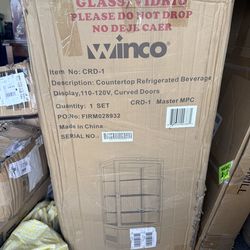 GLASS/VIDRIO
PLEASE DO NOT DROP
NO DEJE CAER
Winco
Item No: CRD-1
Description: Countertop Refrigerated Beverage
Display,110-120V, Curved Doors
Quantity: 1 SET CRD-1 Master MPC
PO No: FIRM028932
Made in China
SERIAL NO.: